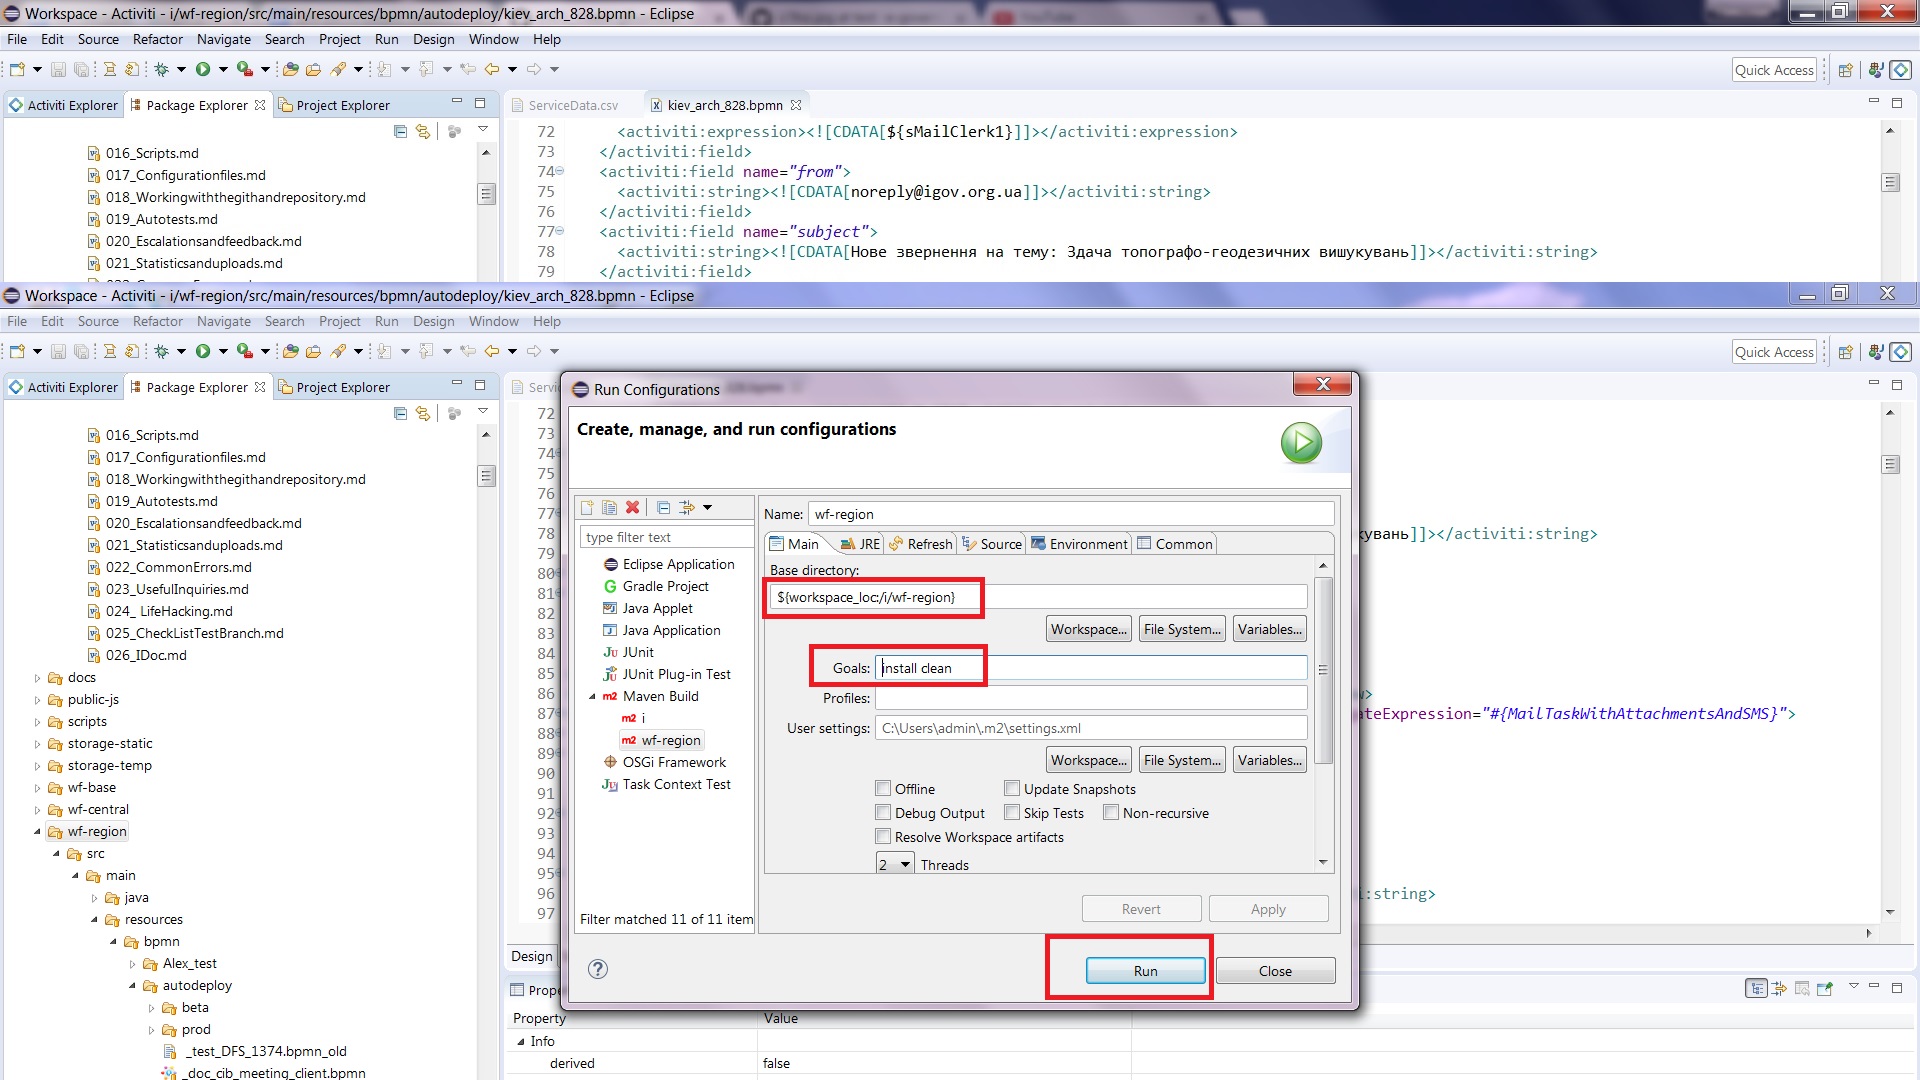 Workspace - Activiti - i/wf-region/src/main/resources/bpmn/autodeploy/kiev_arch_828.bpmn - Eclipse
File Edit Source Refactor Navigate Search Project Run Design Window Help
Quick Access
Activiti Explorer Package Explorer Project Explorer
ServiceData.csv kiev_arch_828.bpmn
016_Scripts.md
017_Configurationfiles.md
018_Workingwiththegithandrepository.md
019_Autotests.md
020_Escalationsandfeedback.md
021_Statisticsanduploads.md
72 <activiti:expression><![CDATA[${sMailClerk1}]]></activiti:expression>
73 </activiti:field>
74 <activiti:field name="from">
75 <activiti:string><![CDATA[noreply@igov.org.ua]]></activiti:string>
76 </activiti:field>
77 <activiti:field name="subject">
78 <activiti:string><![CDATA[Нове звернення на тему: Здача топографо-геодезичних вишукувань]]></activiti:string>
79 </activiti:field>
Workspace - Activiti - i/wf-region/src/main/resources/bpmn/autodeploy/kiev_arch_828.bpmn - Eclipse
File Edit Source Refactor Navigate Search Project Run Design Window Help
Quick Access
Activiti Explorer Package Explorer Project Explorer
016_Scripts.md
017_Configurationfiles.md
018_Workingwiththegithandrepository.md
019_Autotests.md
020_Escalationsandfeedback.md
021_Statisticsanduploads.md
022_CommonErrors.md
023_UsefulInquiries.md
024_ LifeHacking.md
025_CheckListTestBranch.md
026_IDoc.md
docs
public-js
scripts
storage-static
storage-temp
wf-base
wf-central
wf-region
src
main
java
resources
bpmn
Alex_test
autodeploy
beta
prod
_test_DFS_1374.bpmn_old
_doc_cib_meeting_client.bpmn
72
73
74
75
76
77
78 кувань]]></activiti:string>
79
80
81
82
83
84
85
86
87 ateExpression="#{MailTaskWithAttachmentsAndSMS}">
88
89
90
91
92
93
94
95
96 i:string>
97
Design
Run Configurations
Create, manage, and run configurations
type filter text
Eclipse Application
Gradle Project
Java Applet
Java Application
JUnit
JUnit Plug-in Test
Maven Build
i
wf-region
OSGi Framework
Task Context Test
Filter matched 11 of 11 item
Name: wf-region
Main JRE Refresh Source Environment Common
Base directory:
${workspace_loc:/i/wf-region}
Workspace... File System... Variables...
Goals: install clean
Profiles:
User settings: C:\Users\admin\.m2\settings.xml
Workspace... File System... Variables...
Offline Update Snapshots
Debug Output Skip Tests Non-recursive
Resolve Workspace artifacts
2 Threads
Revert Apply
Run Close
Property Value
Info
derived false